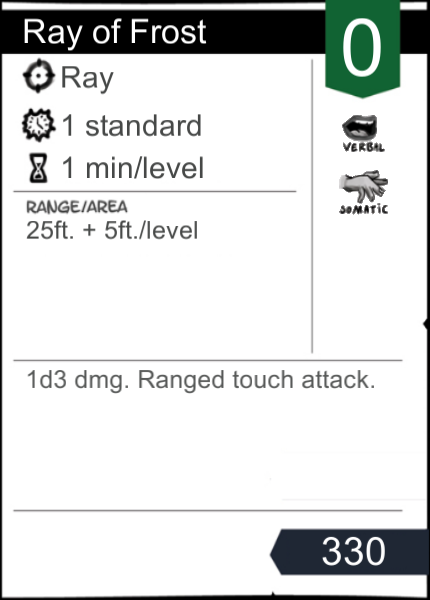 Ray of Frost
0
Ray
1 standard
1 min/level
VERBAL
SOMATIC
RANGE/AREA
25ft. + 5ft./level
1d3 dmg. Ranged touch attack.
330